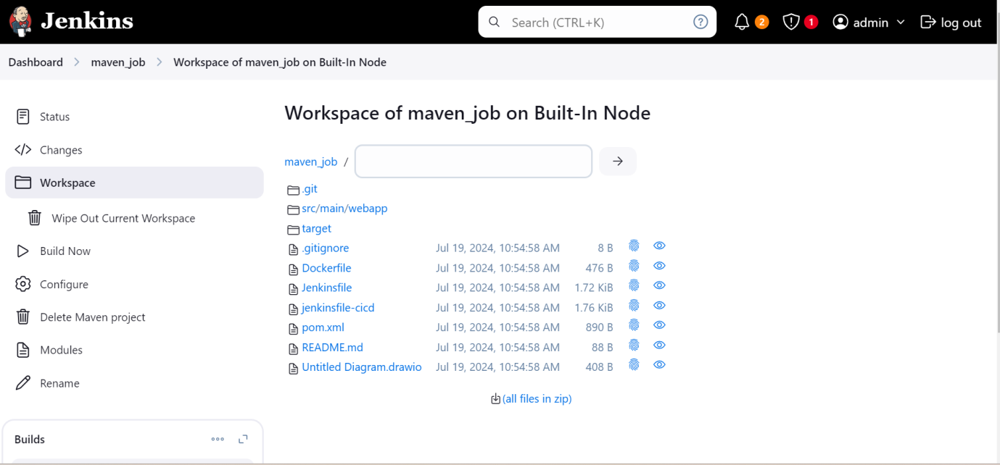 Jenkins
Search (CTRL+K)
?
2
1
admin
log out
Dashboard > maven_job > Workspace of maven_job on Built-In Node
Status
Changes
Workspace
Wipe Out Current Workspace
Build Now
Configure
Delete Maven project
Modules
Rename
Builds
Workspace of maven_job on Built-In Node
maven_job /
.git
src/main/webapp
target
.gitignore Jul 19, 2024, 10:54:58 AM 8 B
Dockerfile Jul 19, 2024, 10:54:58 AM 476 B
Jenkinsfile Jul 19, 2024, 10:54:58 AM 1.72 KiB
jenkinsfile-cicd Jul 19, 2024, 10:54:58 AM 1.76 KiB
pom.xml Jul 19, 2024, 10:54:58 AM 890 B
README.md Jul 19, 2024, 10:54:58 AM 88 B
Untitled Diagram.drawio Jul 19, 2024, 10:54:58 AM 408 B
(all files in zip)